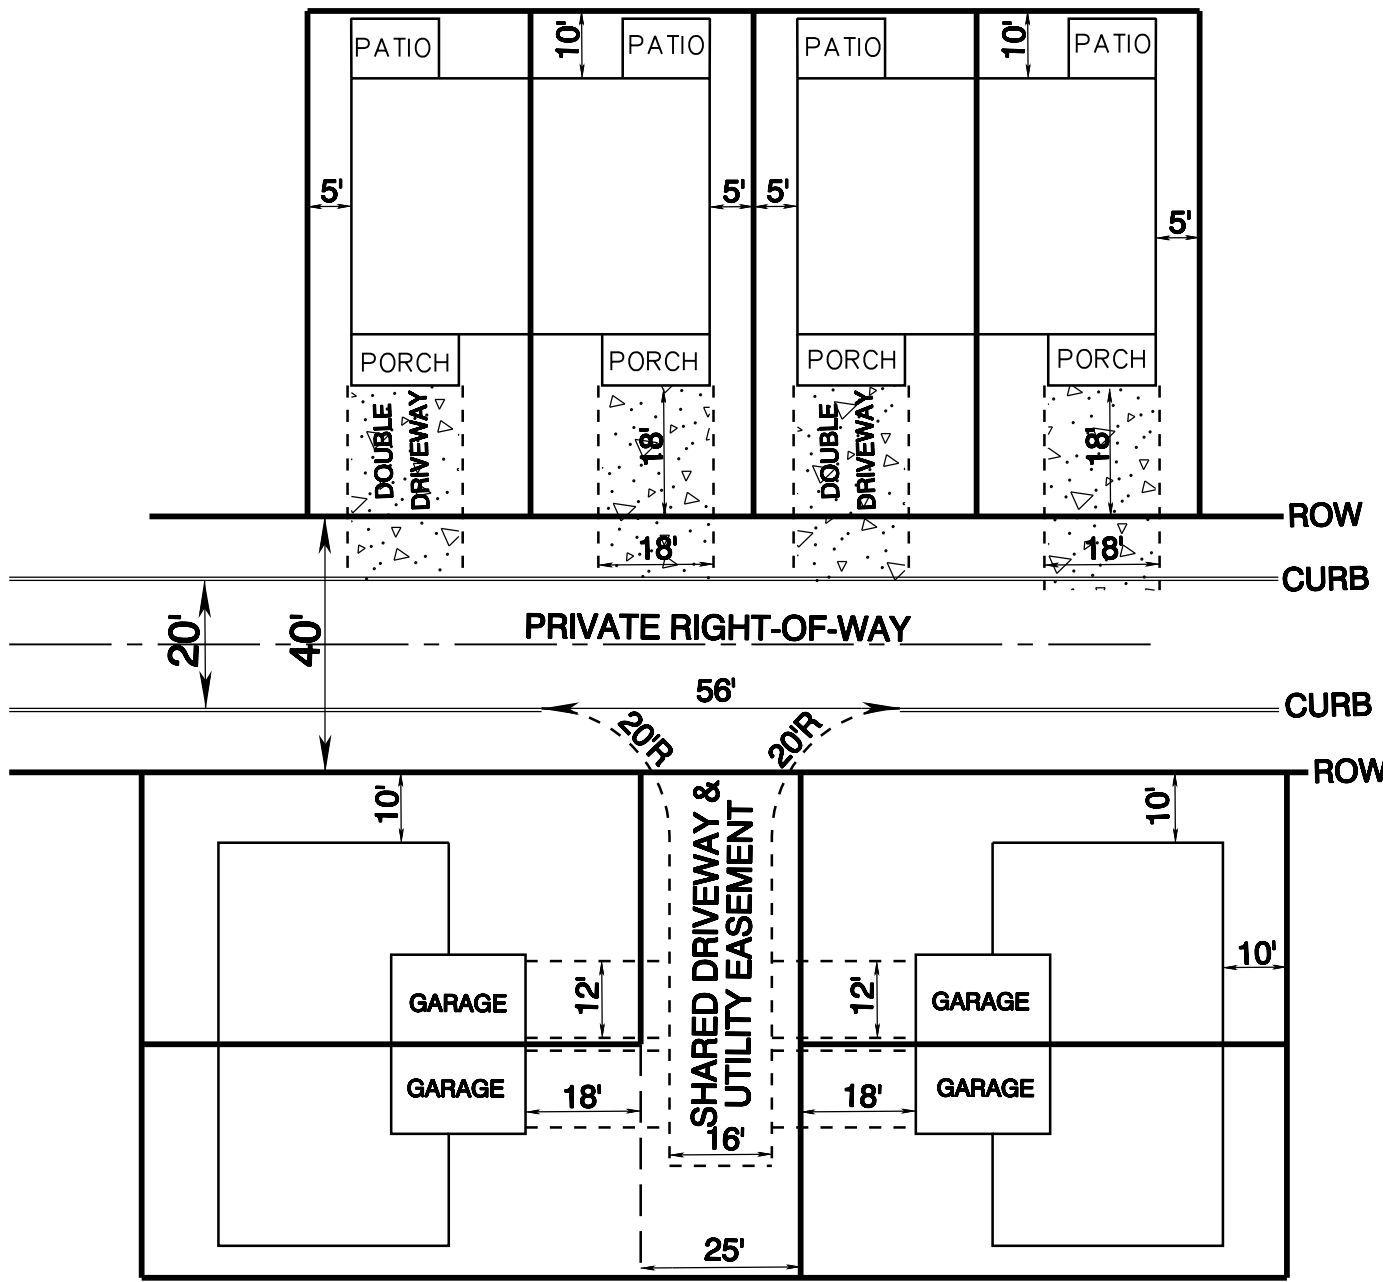 PATIO
10'
PATIO
PATIO
10'
PATIO
5'
5'
5'
5'
PORCH
PORCH
PORCH
PORCH
DOUBLE
DRIVEWAY
18'
DOUBLE
DRIVEWAY
18'
ROW
18'
18'
CURB
20'
40'
PRIVATE RIGHT-OF-WAY
56'
CURB
20'R
20'R
ROW
10'
10'
SHARED DRIVEWAY &
UTILITY EASEMENT
10'
GARAGE
12'
12'
GARAGE
GARAGE
18'
18'
GARAGE
16'
25'